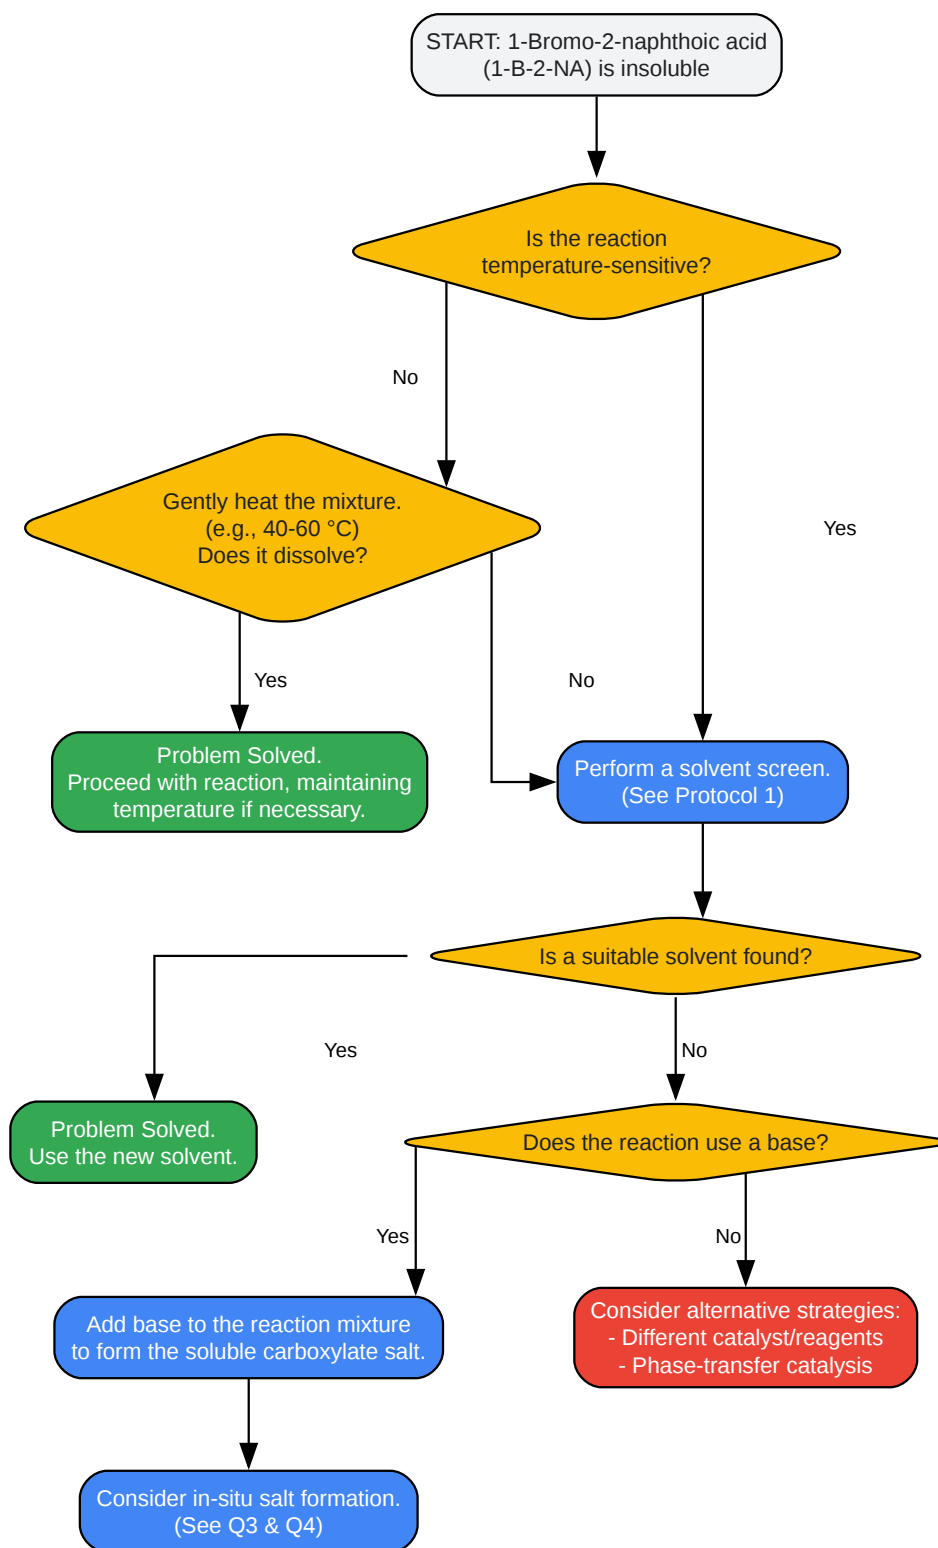 START: 1-Bromo-2-naphthoic acid
(1-B-2-NA) is insoluble
Is the reaction
temperature-sensitive?
No
Gently heat the mixture.
(e.g., 40-60 °C)
Does it dissolve?
Yes
Yes
No
Problem Solved.
Proceed with reaction, maintaining
temperature if necessary.
Perform a solvent screen.
(See Protocol 1)
Is a suitable solvent found?
Yes
No
Problem Solved.
Use the new solvent.
Does the reaction use a base?
Yes
No
Add base to the reaction mixture
to form the soluble carboxylate salt.
Consider alternative strategies:
- Different catalyst/reagents
- Phase-transfer catalysis
Consider in-situ salt formation.
(See Q3 & Q4)